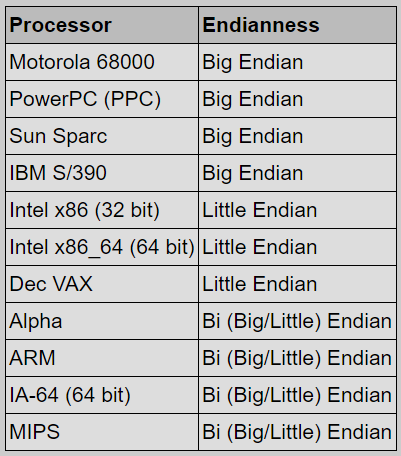 Processor Endianness
Motorola 68000 Big Endian
PowerPC (PPC) Big Endian
Sun Sparc Big Endian
IBM S/390 Big Endian
Intel x86 (32 bit) Little Endian
Intel x86_64 (64 bit) Little Endian
Dec VAX Little Endian
Alpha Bi (Big/Little) Endian
ARM Bi (Big/Little) Endian
IA-64 (64 bit) Bi (Big/Little) Endian
MIPS Bi (Big/Little) Endian